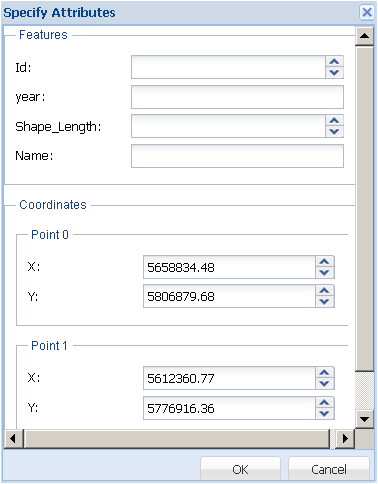 Specify Attributes
Features
Id:
year:
Shape_Length:
Name:
Coordinates
Point 0
X: 5658834.48
Y: 5806879.68
Point 1
X: 5612360.77
Y: 5776916.36
OK Cancel